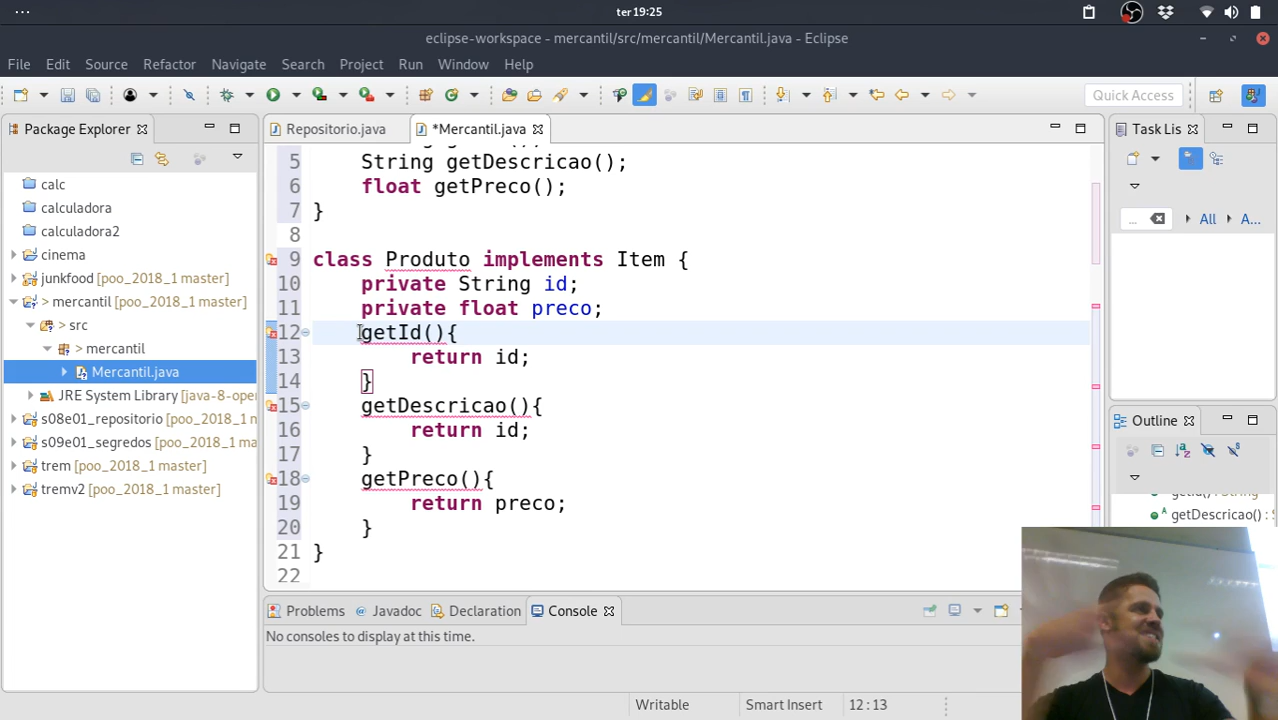 ter 19:25
eclipse-workspace - mercantil/src/mercantil/Mercantil.java - Eclipse
File Edit Source Refactor Navigate Search Project Run Window Help
Quick Access
Package Explorer
Repositorio.java
*Mercantil.java
Task Lis
calc
calculadora
calculadora2
cinema
junkfood [poo_2018_1 master]
> mercantil [poo_2018_1 master]
> src
> mercantil
Mercantil.java
JRE System Library [java-8-oper
s08e01_repositorio [poo_2018_1 m
s09e01_segredos [poo_2018_1 ma
trem [poo_2018_1 master]
tremv2 [poo_2018_1 master]
5 String getDescricao();
6 float getPreco();
7 }
8
9 class Produto implements Item {
10 private String id;
11 private float preco;
12 getId(){
13 return id;
14 }
15 getDescricao(){
16 return id;
17 }
18 getPreco(){
19 return preco;
20 }
21 }
22
... All A...
Outline
getId() : String
getDescricao() : S
Problems Javadoc Declaration Console
No consoles to display at this time.
Writable Smart Insert 12 : 13